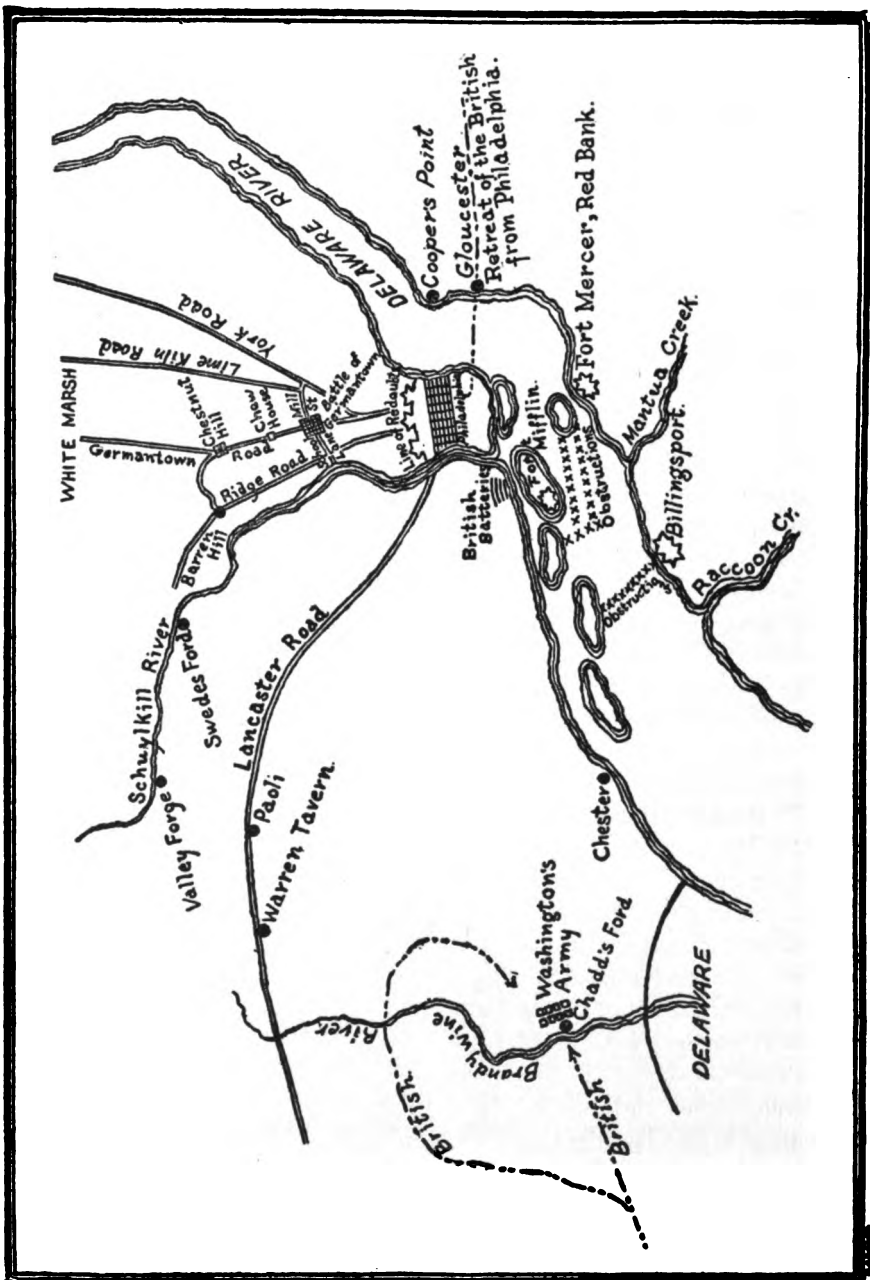 WHITE MARSH
Germantown
Road
Chestnut
Hill
Chew
House
Lime Kiln Road
York Road
DELAWARE RIVER
Barren
Hill
Ridge Road
Battle of
Germantown
Line of Redoubts
Philadelphia
Coopers Point
Gloucester
Retreat of the British
from Philadelphia.
Schuylkill River
Swedes Ford
Valley Forge
Lancaster Road
Paoli
Warren Tavern.
British
Batteries
Fort
Mifflin.
xxxxxxxx
Obstructions
Fort Mercer, Red Bank.
Mantua Creek.
Billingsport.
xxxxxxxx
Obstructions
Raccoon Cr.
Chester
Washington's
Army
Chadd's Ford
Brandywine
River
British
British
DELAWARE